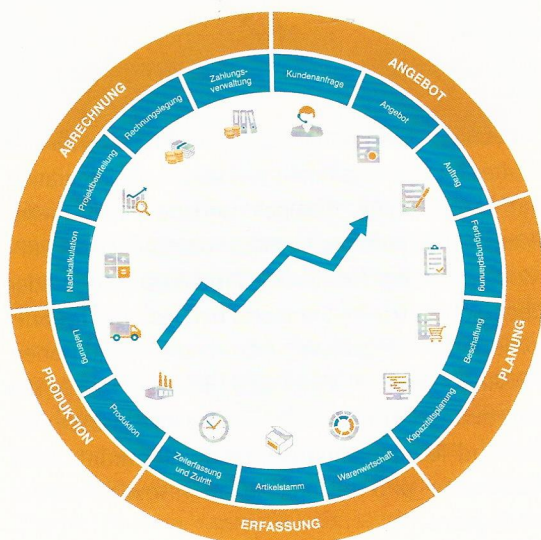 ANGEBOT
Kundenanfrage
Angebot
Auftrag
PLANUNG
Fertigungsplanung
Beschaffung
Kapazitätsplanung
ERFASSUNG
Warenwirtschaft
Artikelstamm
Zeiterfassung
und Zutritt
PRODUKTION
Produktion
Lieferung
ABRECHNUNG
Nachkalkulation
Projektbeurteilung
Rechnungslegung
Zahlungs-
verwaltung